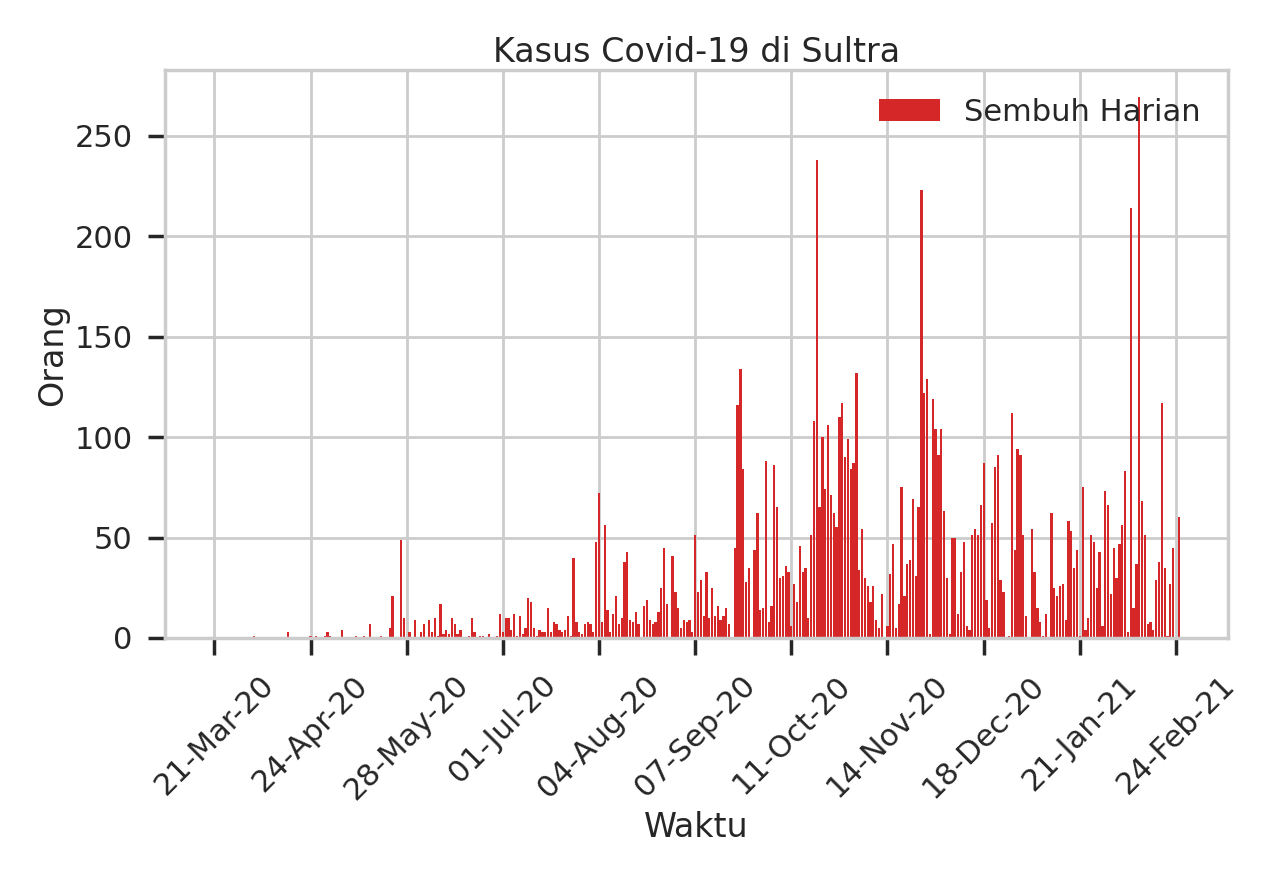 Kasus Covid-19 di Sultra
Sembuh Harian
Orang
250
200
150
100
50
0
21-Mar-20
24-Apr-20
28-May-20
01-Jul-20
04-Aug-20
07-Sep-20
11-Oct-20
14-Nov-20
18-Dec-20
21-Jan-21
24-Feb-21
Waktu